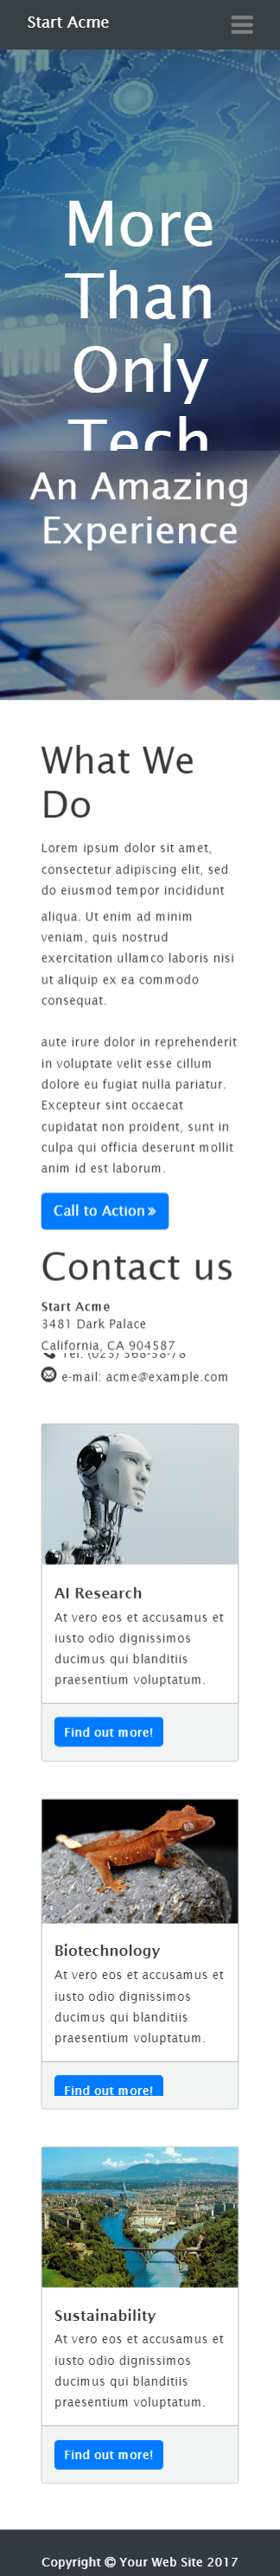 Start Acme
More
Than
Only
Tech
An Amazing
Experience
What We
Do
Lorem ipsum dolor sit amet,
consectetur adipiscing elit, sed
do eiusmod tempor incididunt
aliqua. Ut enim ad minim
veniam, quis nostrud
exercitation ullamco laboris nisi
ut aliquip ex ea commodo
consequat.
aute irure dolor in reprehenderit
in voluptate velit esse cillum
dolore eu fugiat nulla pariatur.
Excepteur sint occaecat
cupidatat non proident, sunt in
culpa qui officia deserunt mollit
anim id est laborum.
Call to Action »
Contact us
Start Acme
3481 Dark Palace
California, CA 904587
e-mail: acme@example.com
AI Research
At vero eos et accusamus et
iusto odio dignissimos
ducimus qui blanditiis
praesentium voluptatum.
Find out more!
Biotechnology
At vero eos et accusamus et
iusto odio dignissimos
ducimus qui blanditiis
praesentium voluptatum.
Find out more!
Sustainability
At vero eos et accusamus et
iusto odio dignissimos
ducimus qui blanditiis
praesentium voluptatum.
Find out more!
Copyright © Your Web Site 2017